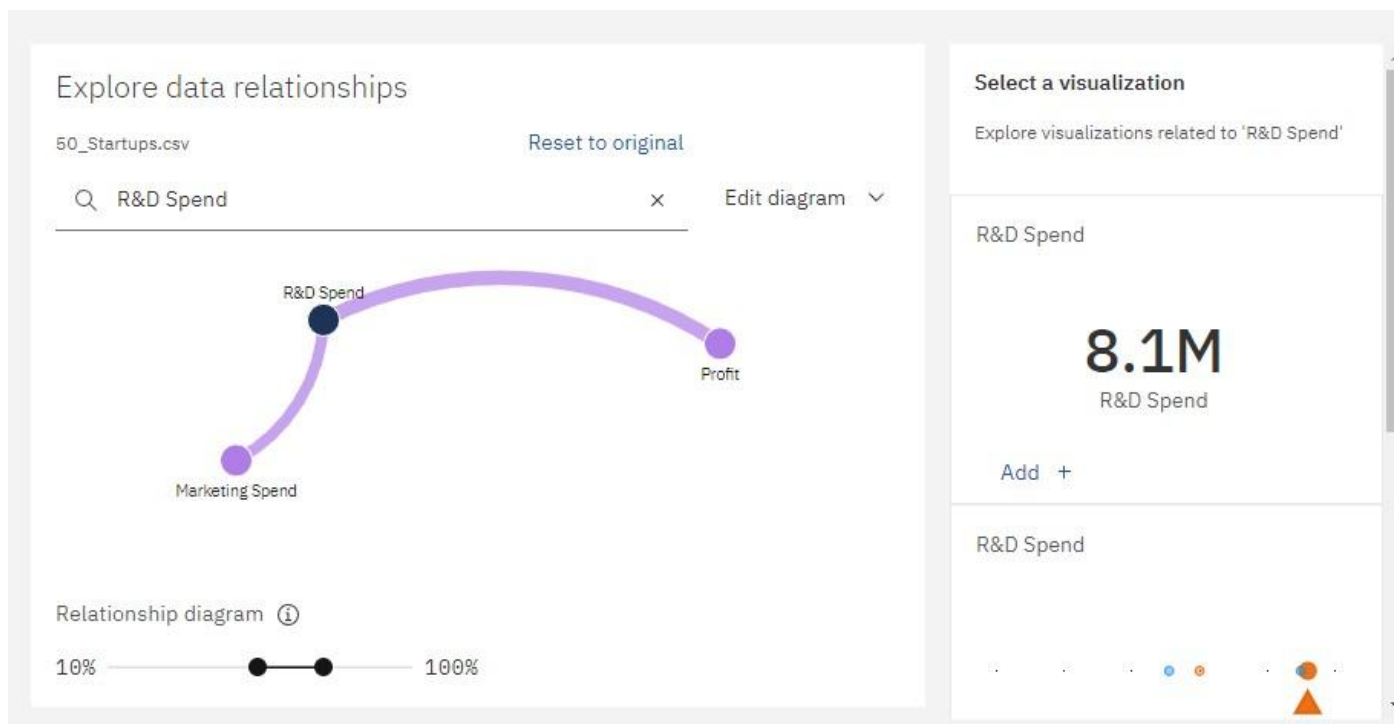 Explore data relationships
50_Startups.csv
Reset to original
R&D Spend
Edit diagram
R&D Spend
Profit
Marketing Spend
Relationship diagram
10%
100%
Select a visualization
Explore visualizations related to 'R&D Spend'
R&D Spend
8.1M
R&D Spend
Add +
R&D Spend